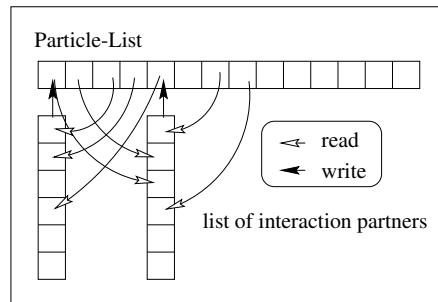 Particle-List
read
write
list of interaction partners